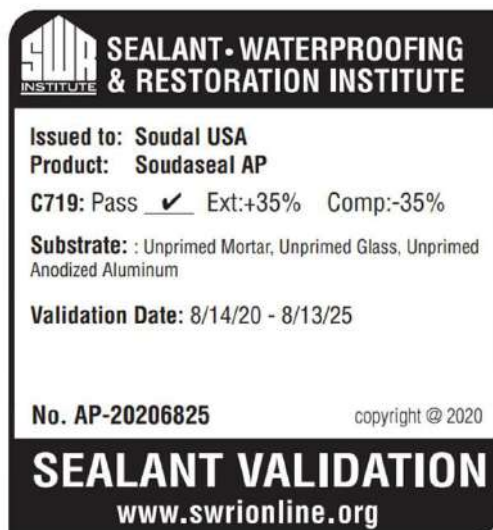 SWR
INSTITUTE
SEALANT • WATERPROOFING
& RESTORATION INSTITUTE
Issued to: Soudal USA
Product: Soudaseal AP
C719: Pass ✔ Ext:+35% Comp:-35%
Substrate: : Unprimed Mortar, Unprimed Glass, Unprimed
Anodized Aluminum
Validation Date: 8/14/20 - 8/13/25
No. AP-20206825 copyright @ 2020
SEALANT VALIDATION
www.swrionline.org